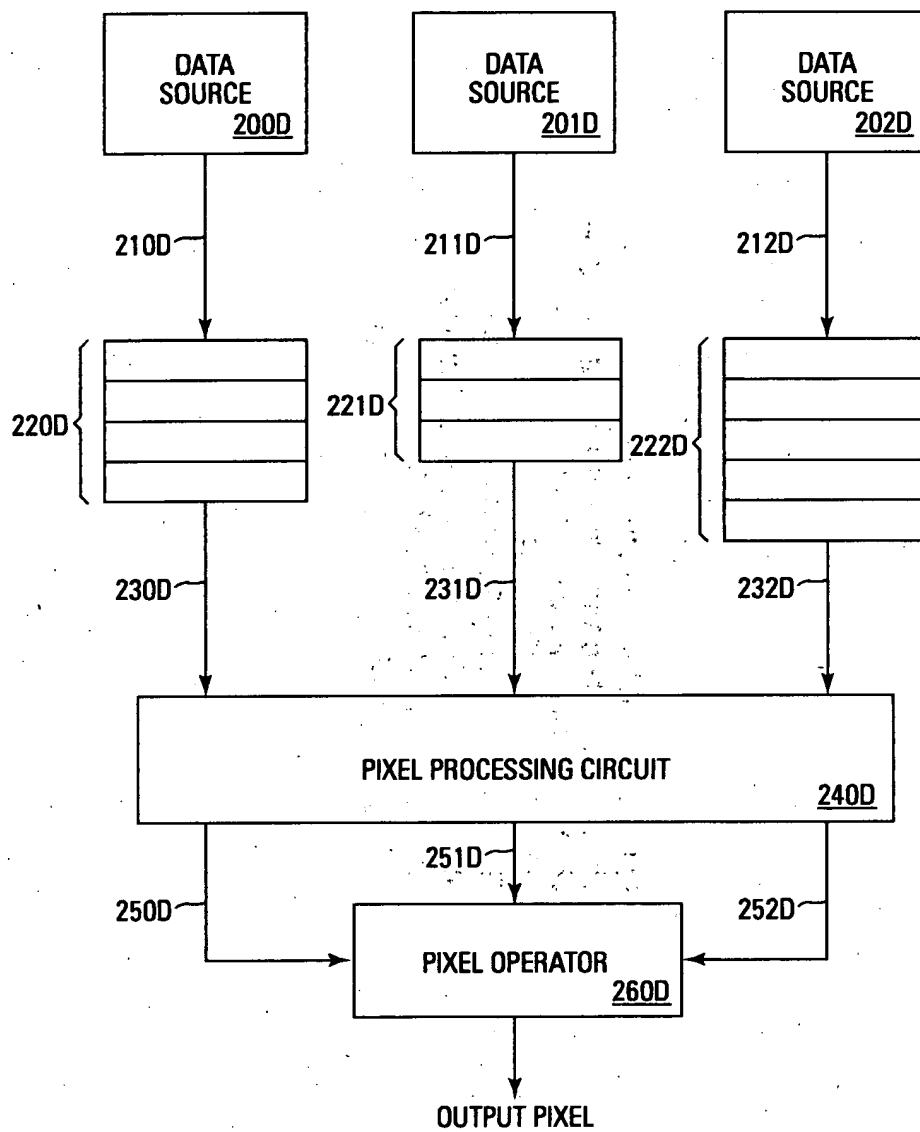 DATA
SOURCE
200D
DATA
SOURCE
201D
DATA
SOURCE
202D
210D
211D
212D
220D
221D
222D
230D
231D
232D
PIXEL PROCESSING CIRCUIT
240D
250D
251D
252D
PIXEL OPERATOR
260D
OUTPUT PIXEL